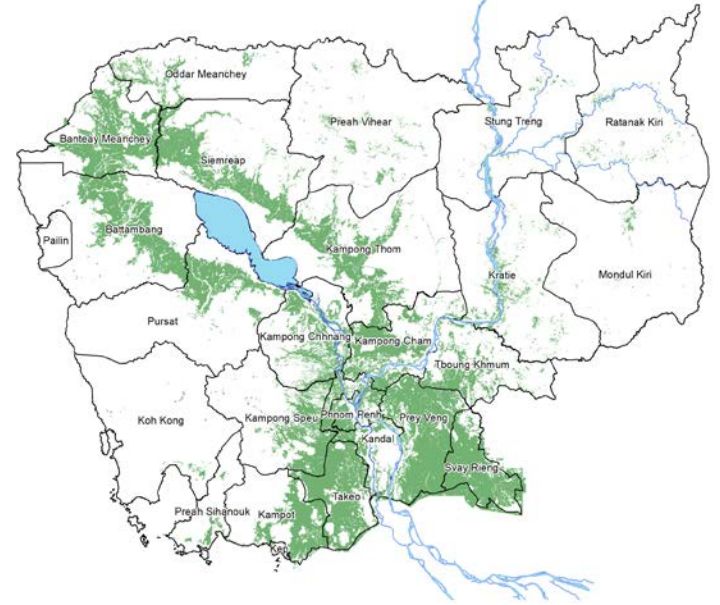 Oddar Meanchey
Preah Vihear
Stung Treng
Ratanak Kiri
Banteay Meanchey
Siemreap
Battambang
Pailin
Kampong Thom
Kratie
Mondul Kiri
Pursat
Kampong Chhnang
Kampong Cham
Tboung Khmum
Koh Kong
Kampong Speu
Phnom Penh
Prey Veng
Kandal
Svay Rieng
Takeo
Preah Sihanouk
Kampot
Kep